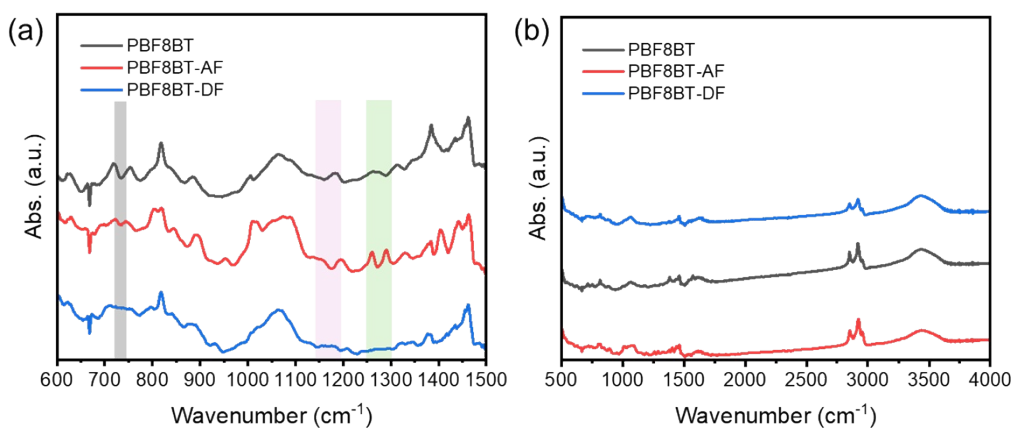 (a)
PBF8BT
PBF8BT-AF
PBF8BT-DF
Abs. (a.u.)
600 700 800 900 1000 1100 1200 1300 1400 1500
Wavenumber (cm⁻¹)
(b)
PBF8BT
PBF8BT-AF
PBF8BT-DF
Abs. (a.u.)
500 1000 1500 2000 2500 3000 3500 4000
Wavenumber (cm⁻¹)